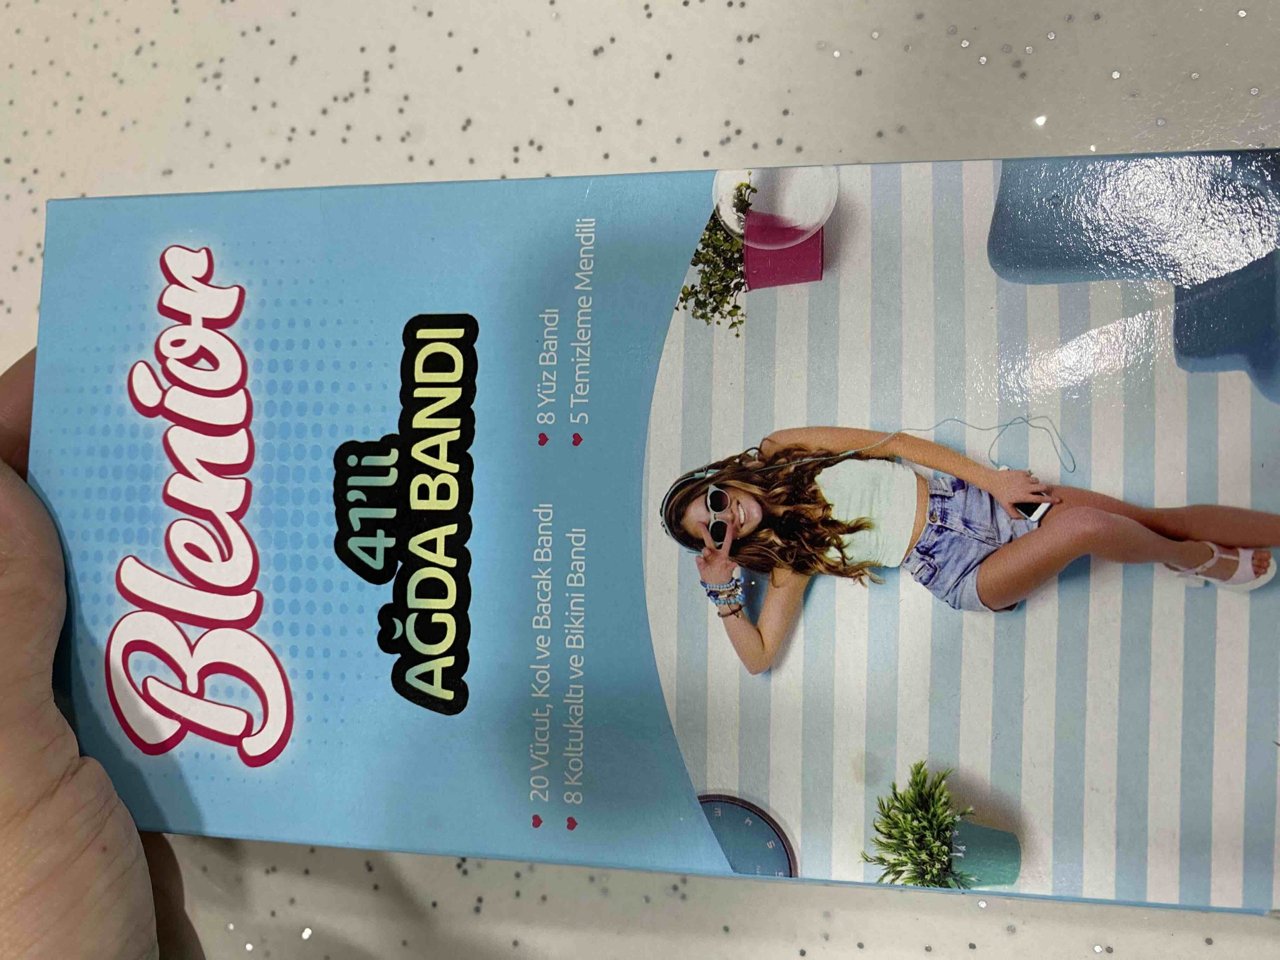 Blenior
41'li
AĞDA BANDI
20 Vücut, Kol ve Bacak Bandı
8 Yüz Bandı
8 Koltukaltı ve Bikini Bandı
5 Temizleme Mendili